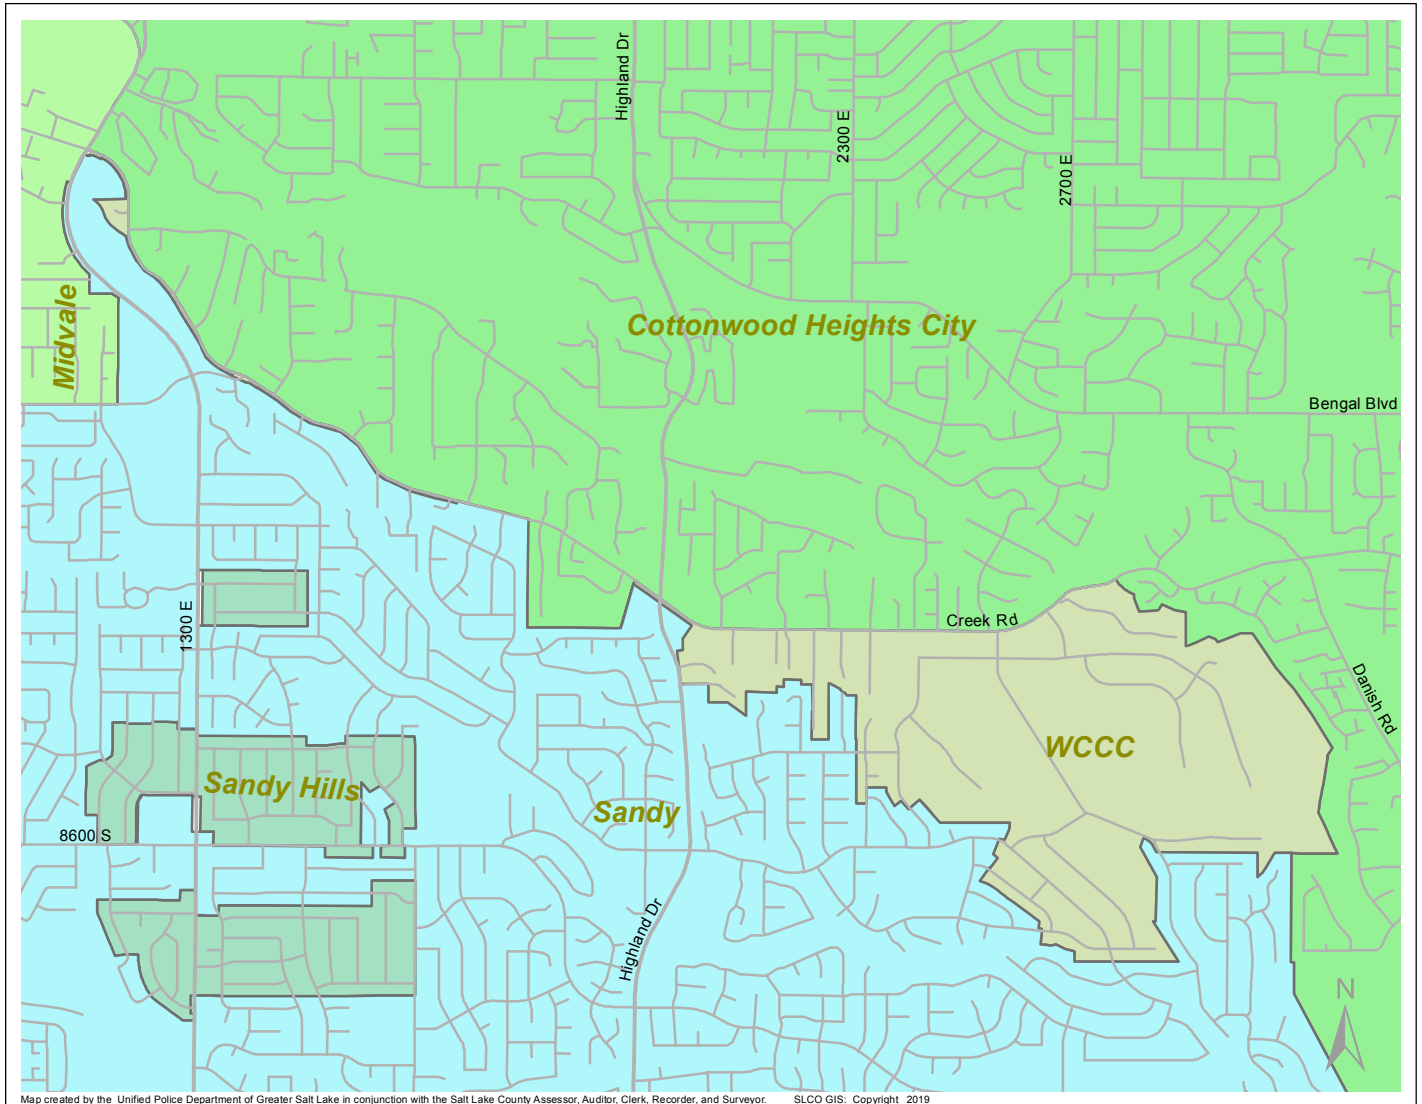 Highland Dr
2300 E
2700 E
Midvale
Cottonwood Heights City
Bengal Blvd
1300 E
Creek Rd
Danish Rd
WCCC
Sandy Hills
Sandy
8600 S
Highland Dr
N
Map created by the Unified Police Department of Greater Salt Lake in conjunction with the Salt Lake County Assessor, Auditor, Clerk, Recorder, and Surveyor. SLCO GIS: Copyright 2019